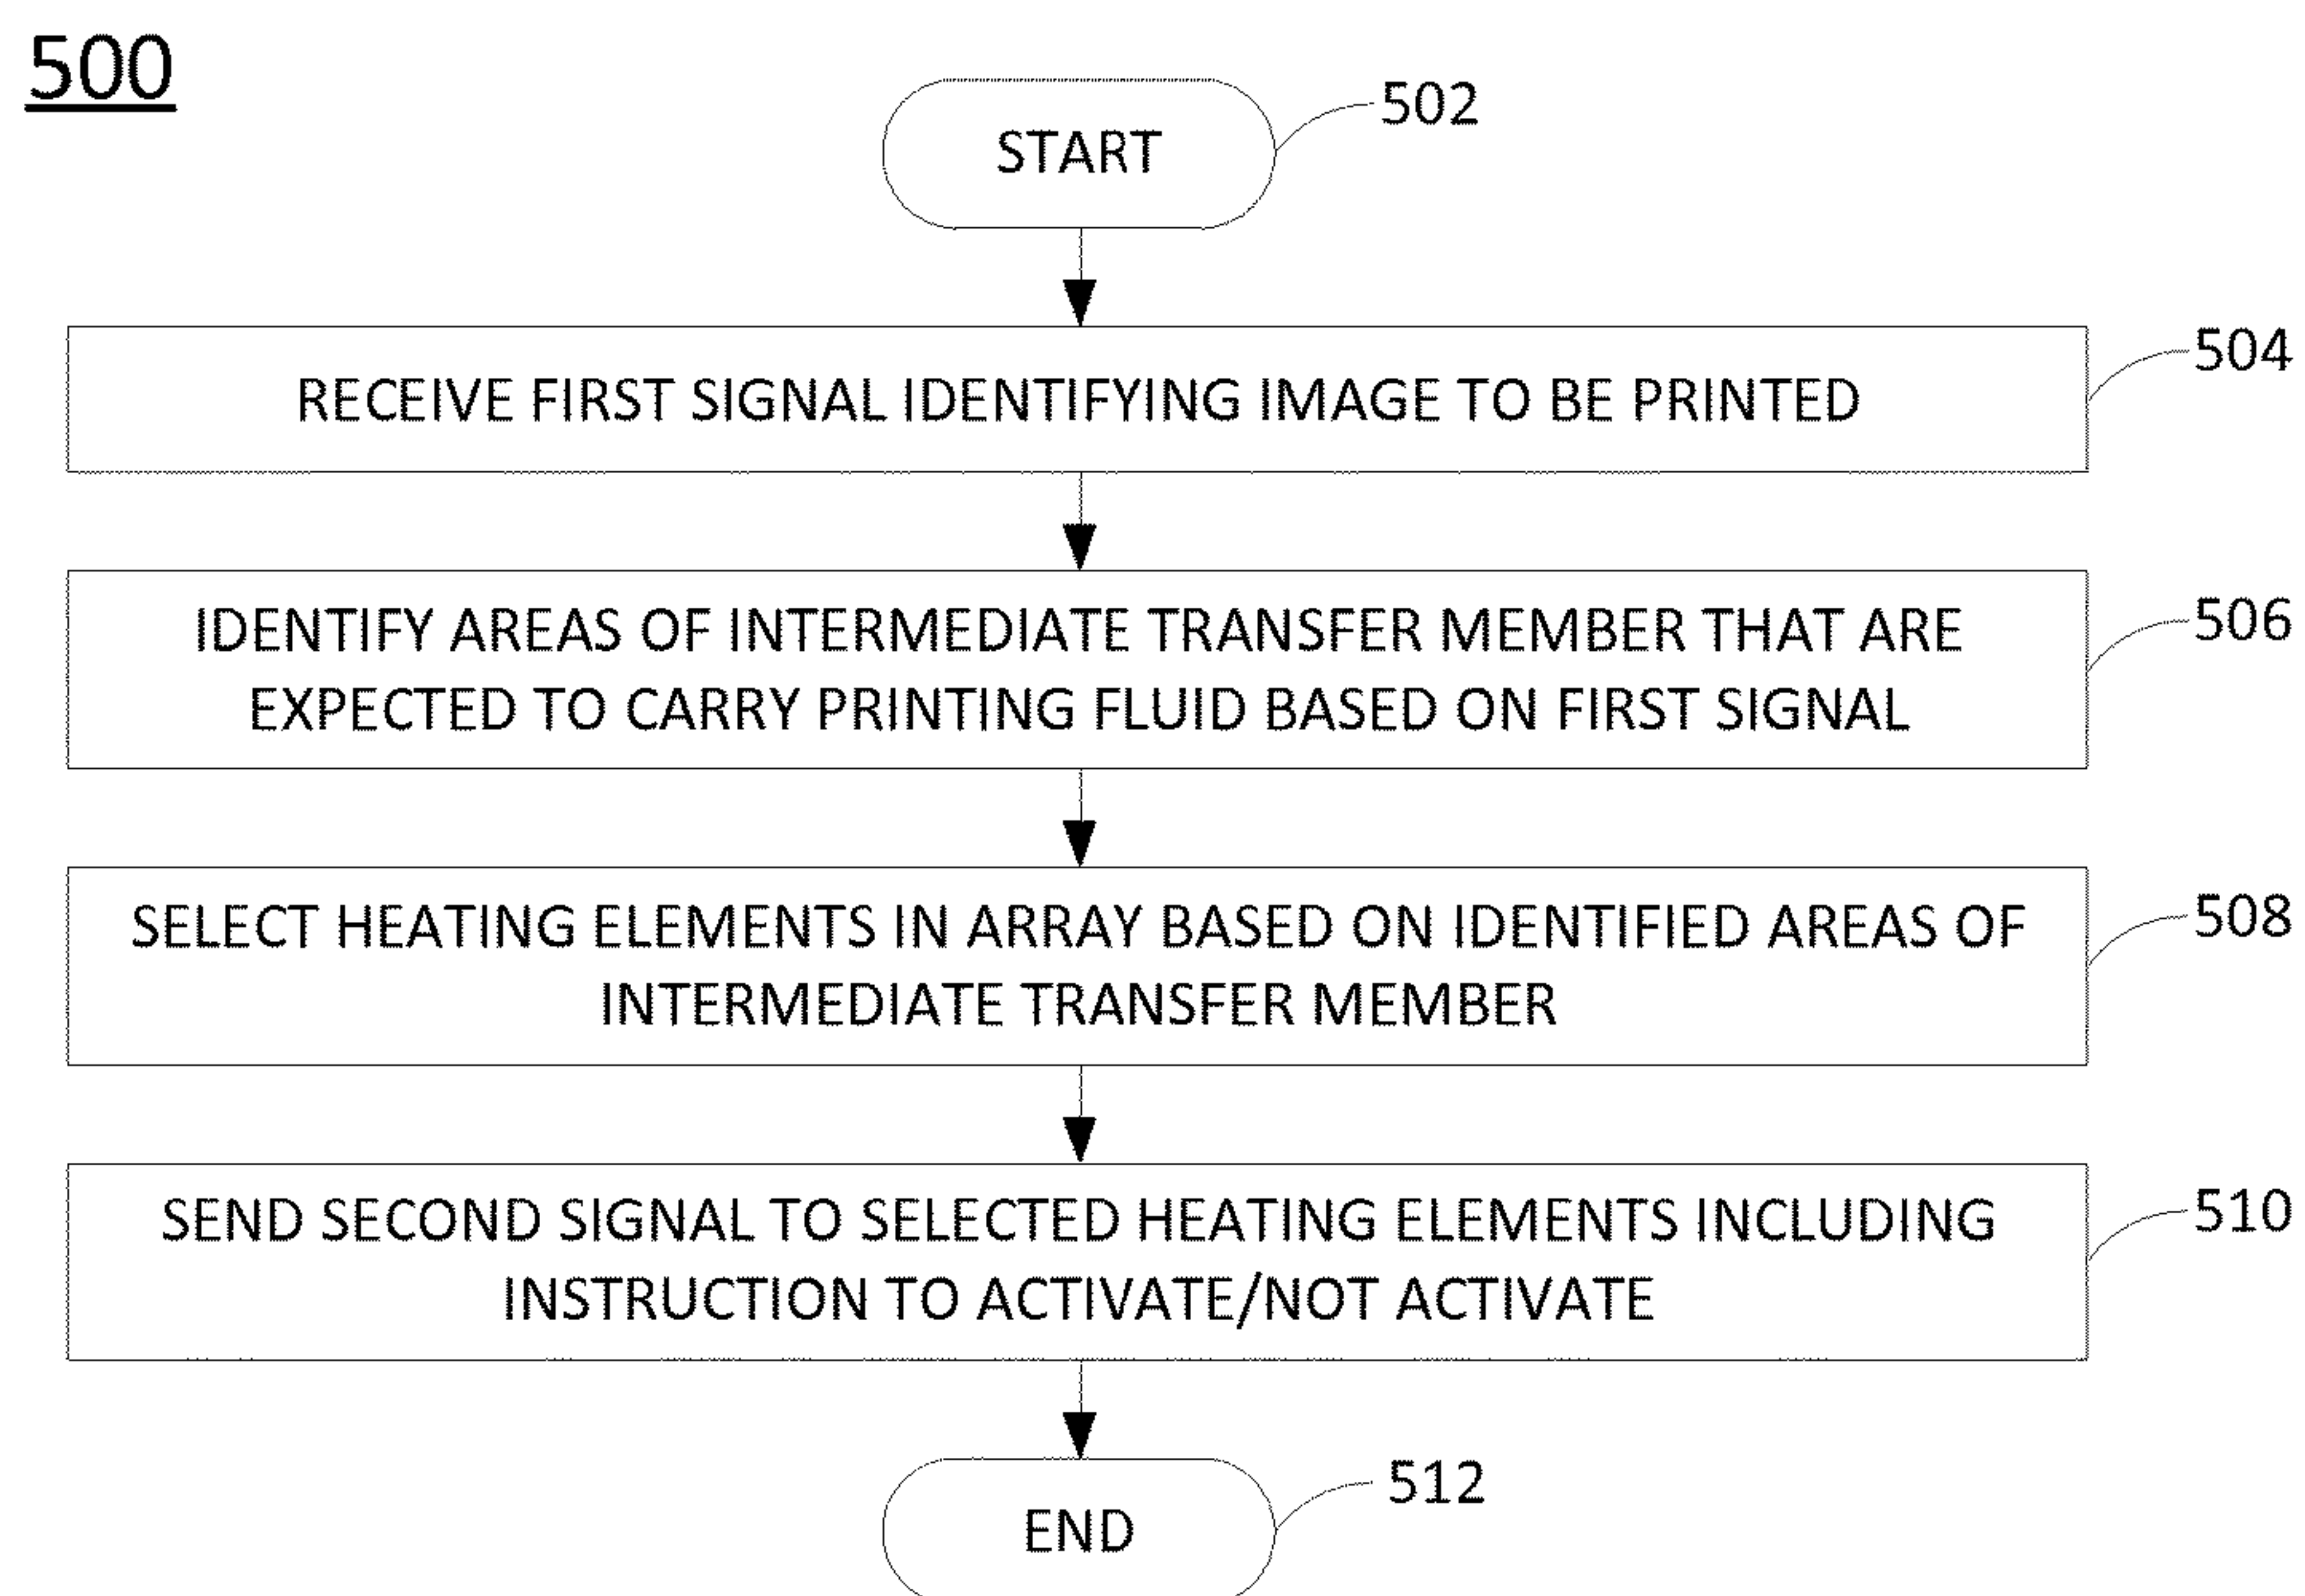 500
START
502
RECEIVE FIRST SIGNAL IDENTIFYING IMAGE TO BE PRINTED
504
IDENTIFY AREAS OF INTERMEDIATE TRANSFER MEMBER THAT ARE
EXPECTED TO CARRY PRINTING FLUID BASED ON FIRST SIGNAL
506
SELECT HEATING ELEMENTS IN ARRAY BASED ON IDENTIFIED AREAS OF
INTERMEDIATE TRANSFER MEMBER
508
SEND SECOND SIGNAL TO SELECTED HEATING ELEMENTS INCLUDING
INSTRUCTION TO ACTIVATE/NOT ACTIVATE
510
END
512